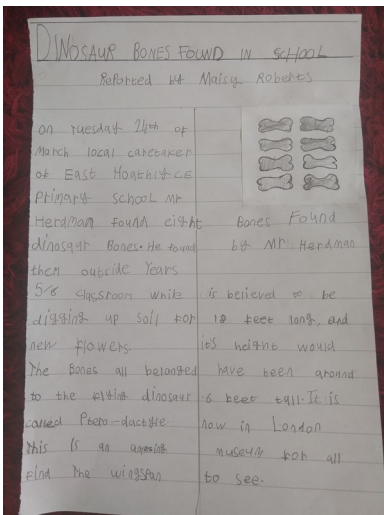 DINOSAUR BONES FOUND IN SCHOOL
Reported by Maisy Roberts
on Tuesday 24th of
March local caretaker
of East Hoathly CE
Primary School Mr
Herdman found eight
dinosaur Bones. He found
them outside Years
5/6 classroom while
digging up soil for
new flowers.
The Bones all belonged
to the flying dinosaur
called Ptero-dactyle
This is an amazing
find The wingspan
Bones Found
by Mr Herdman
is believed to be
18 feet long, and
it's height would
have been around
6 feet tall. It is
now in London
museum for all
to see.